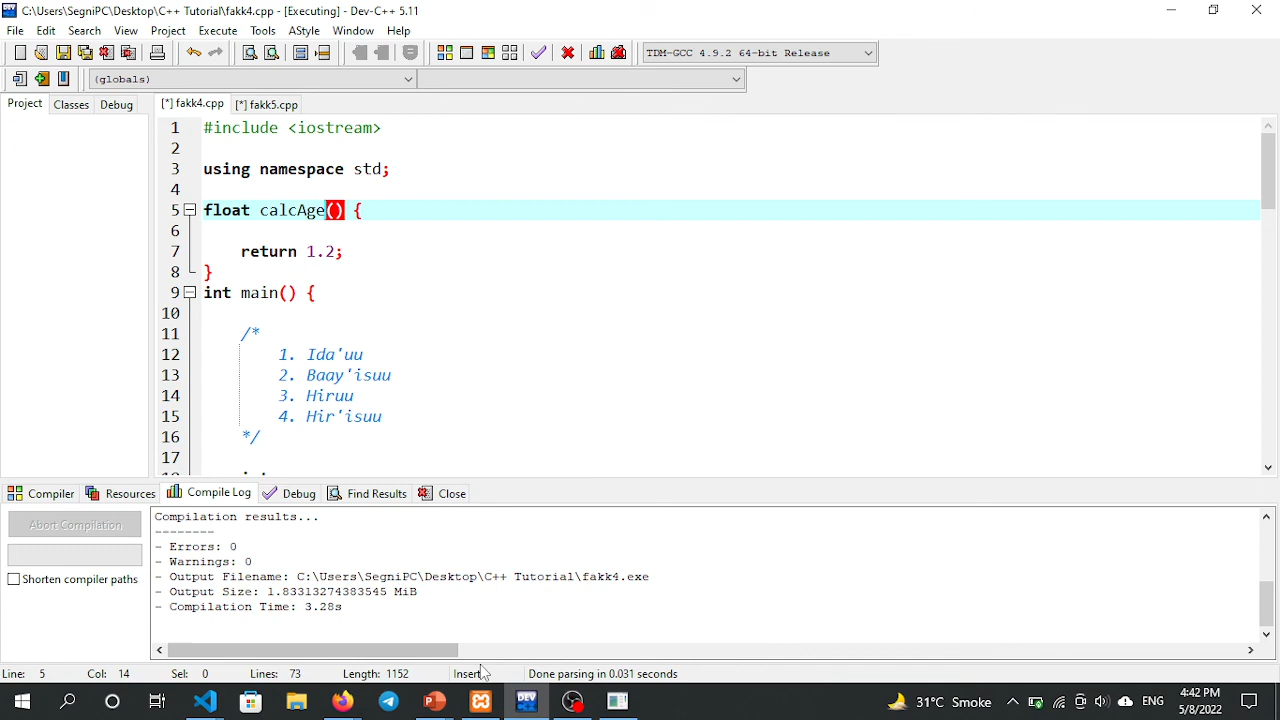 C:\Users\SegniPC\Desktop\C++ Tutorial\fakk4.cpp - [Executing] - Dev-C++ 5.11
File Edit Search View Project Execute Tools AStyle Window Help
TDM-GCC 4.9.2 64-bit Release
(globals)
Project Classes Debug [*] fakk4.cpp [*] fakk5.cpp
1 #include <iostream>
2
3 using namespace std;
4
5 float calcAge() {
6
7 return 1.2;
8 }
9 int main() {
10
11 /*
12 1. Ida'uu
13 2. Baay'isuu
14 3. Hiruu
15 4. Hir'isuu
16 */
17
Compiler Resources Compile Log Debug Find Results Close
Abort Compilation
Shorten compiler paths
Compilation results...
--------
- Errors: 0
- Warnings: 0
- Output Filename: C:\Users\SegniPC\Desktop\C++ Tutorial\fakk4.exe
- Output Size: 1.83313274383545 MiB
- Compilation Time: 3.28s
Line: 5 Col: 14 Sel: 0 Lines: 73 Length: 1152 Insert Done parsing in 0.031 seconds
DEV 31°C Smoke ENG 4:42 PM
5/8/2022